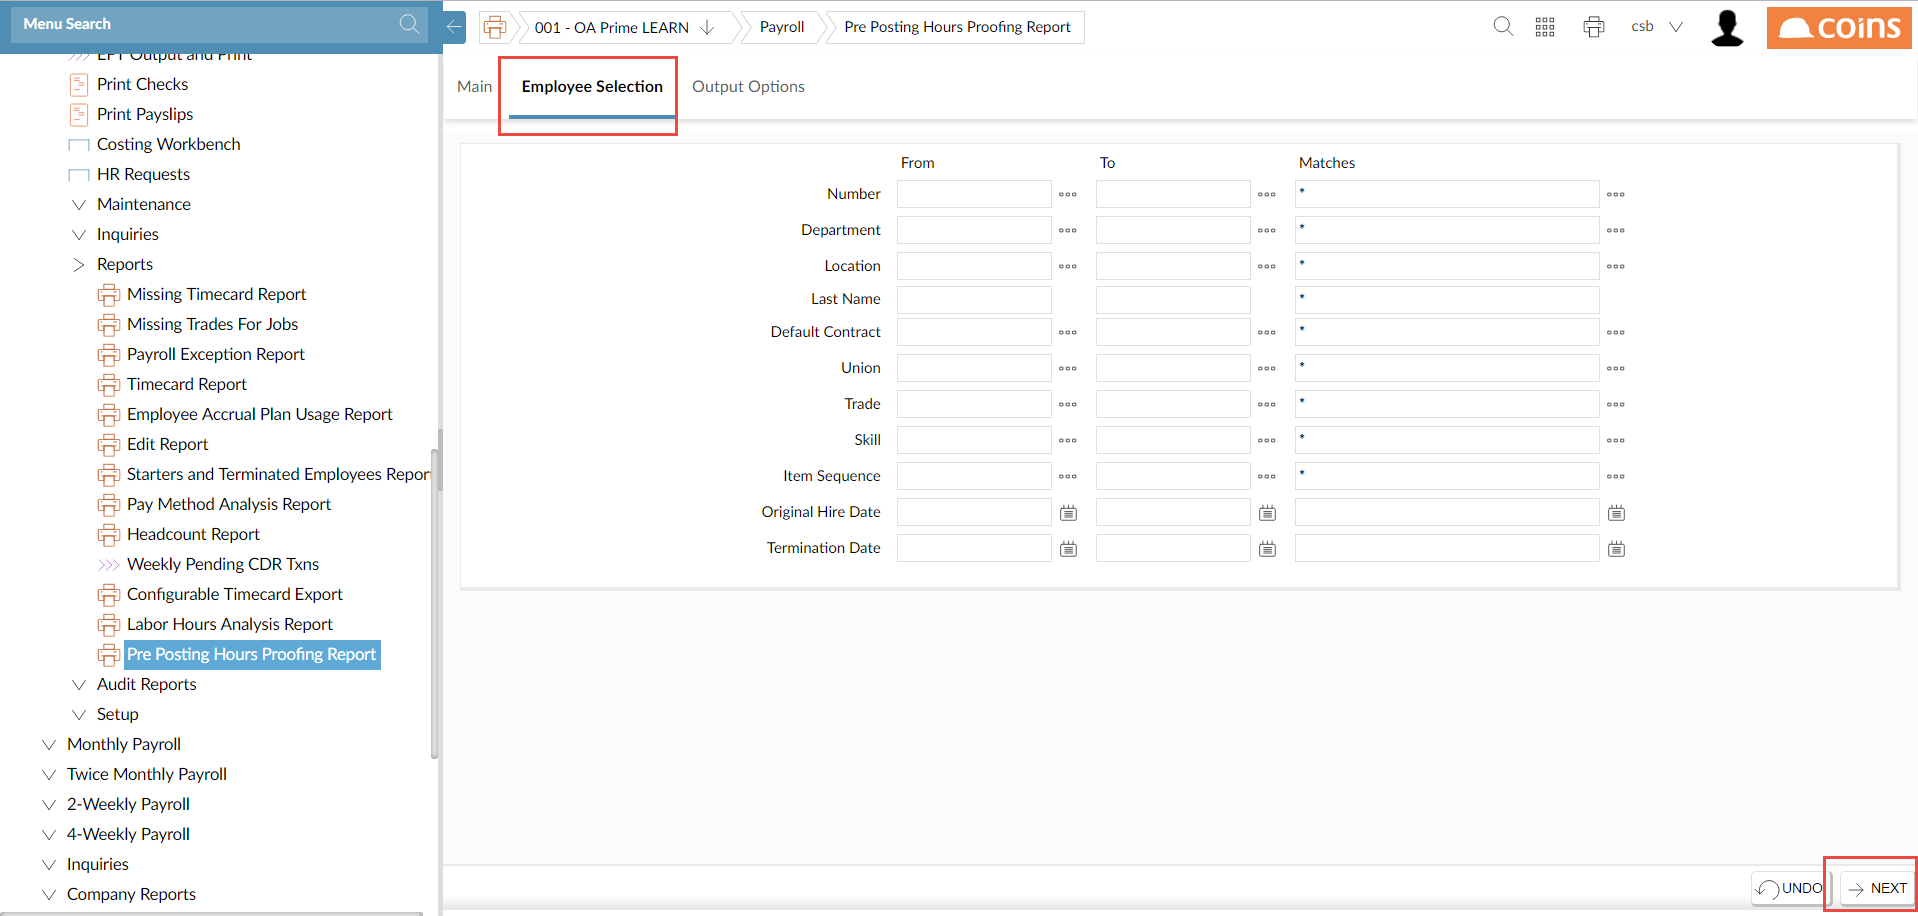 Menu Search
001 - OA Prime LEARN
Payroll
Pre Posting Hours Proofing Report
csb
coins
EFT Output and Print
Print Checks
Print Payslips
Costing Workbench
HR Requests
Maintenance
Inquiries
Reports
Missing Timecard Report
Missing Trades For Jobs
Payroll Exception Report
Timecard Report
Employee Accrual Plan Usage Report
Edit Report
Starters and Terminated Employees Repor
Pay Method Analysis Report
Headcount Report
Weekly Pending CDR Txns
Configurable Timecard Export
Labor Hours Analysis Report
Pre Posting Hours Proofing Report
Audit Reports
Setup
Monthly Payroll
Twice Monthly Payroll
2-Weekly Payroll
4-Weekly Payroll
Inquiries
Company Reports
Main Employee Selection Output Options
From To Matches
Number *
Department *
Location *
Last Name *
Default Contract *
Union *
Trade *
Skill *
Item Sequence *
Original Hire Date
Termination Date
UNDO
NEXT